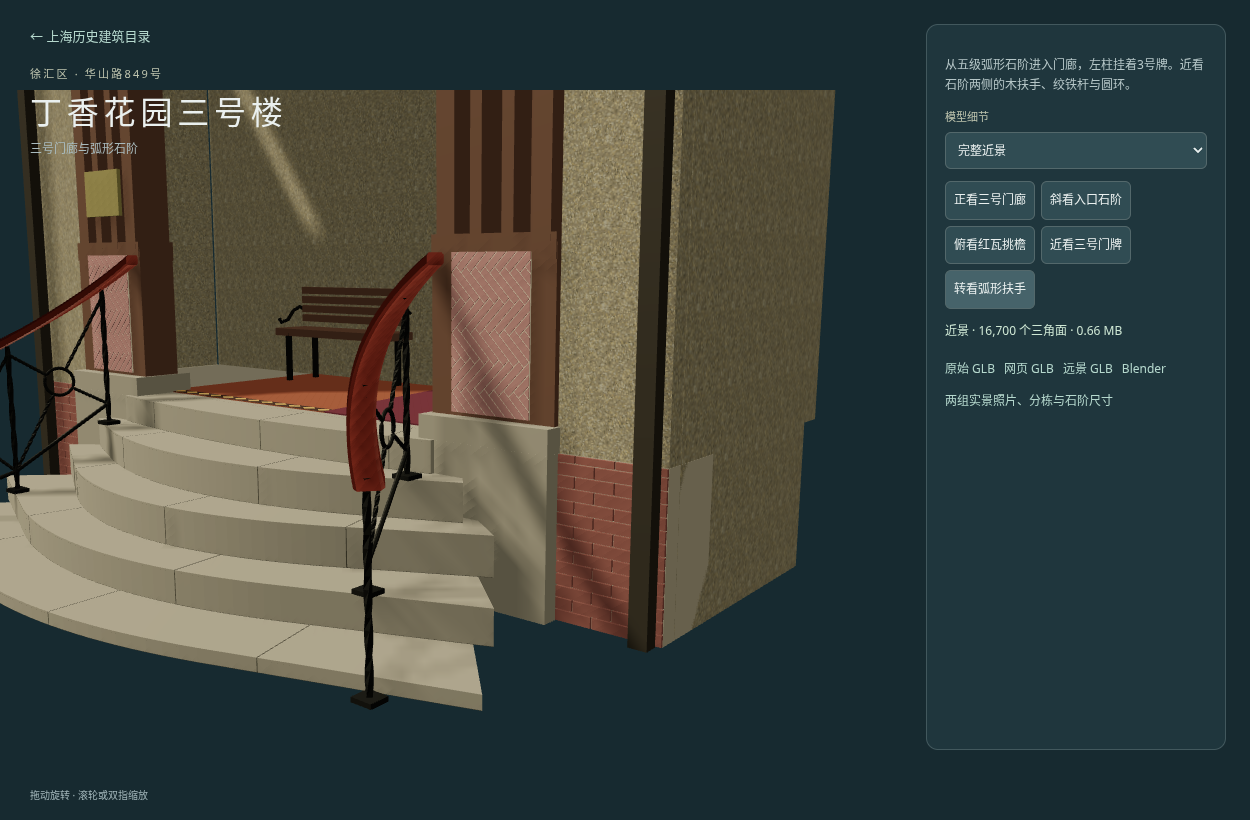 ← 上海历史建筑目录
徐汇区 · 华山路849号
丁香花园三号楼
三号门廊与弧形石阶
从五级弧形石阶进入门廊，左柱挂着3号牌。近看
石阶两侧的木扶手、绞铁杆与圆环。
模型细节
完整近景
正看三号门廊 斜看入口石阶
俯看红瓦挑檐 近看三号门牌
转看弧形扶手
近景 · 16,700 个三角面 · 0.66 MB
原始 GLB 网页 GLB 远景 GLB Blender
两组实景照片、分栋与石阶尺寸
拖动旋转 · 滚轮或双指缩放